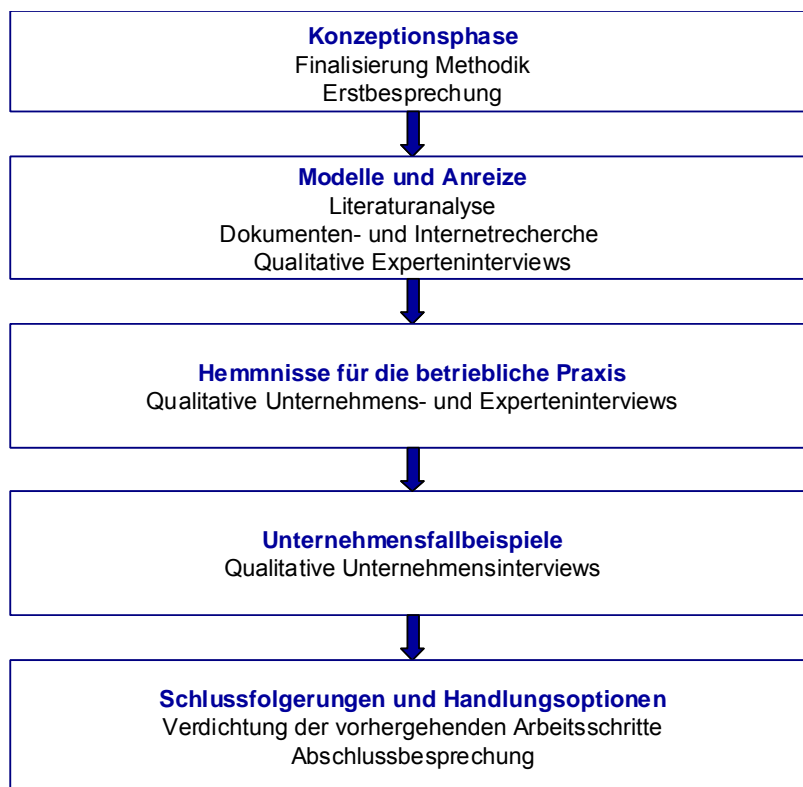 Konzeptionsphase
Finalisierung Methodik
Erstbesprechung
Modelle und Anreize
Literaturanalyse
Dokumenten- und Internetrecherche
Qualitative Experteninterviews
Hemmnisse für die betriebliche Praxis
Qualitative Unternehmens- und Experteninterviews
Unternehmensfallbeispiele
Qualitative Unternehmensinterviews
Schlussfolgerungen und Handlungsoptionen
Verdichtung der vorhergehenden Arbeitsschritte
Abschlussbesprechung